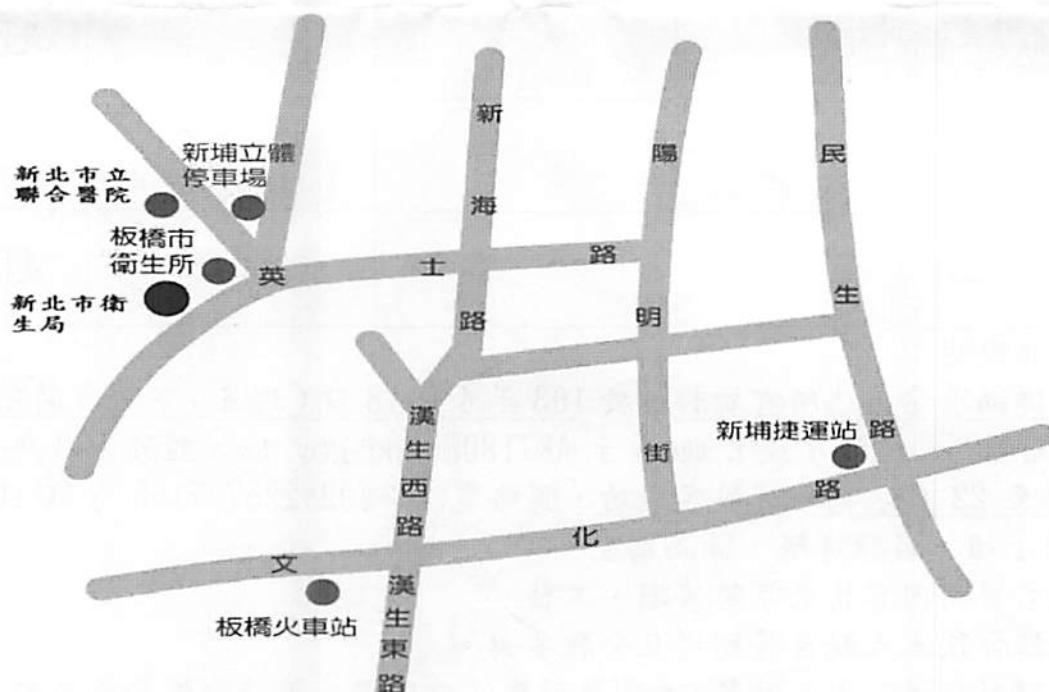 新埔立體
停車場
新北市立
聯合醫院
板橋市
衛生所
新北市衛
生局
英士路
新海路
陽明街
民生路
漢生西路
新埔捷運站
文化路
漢生東路
板橋火車站